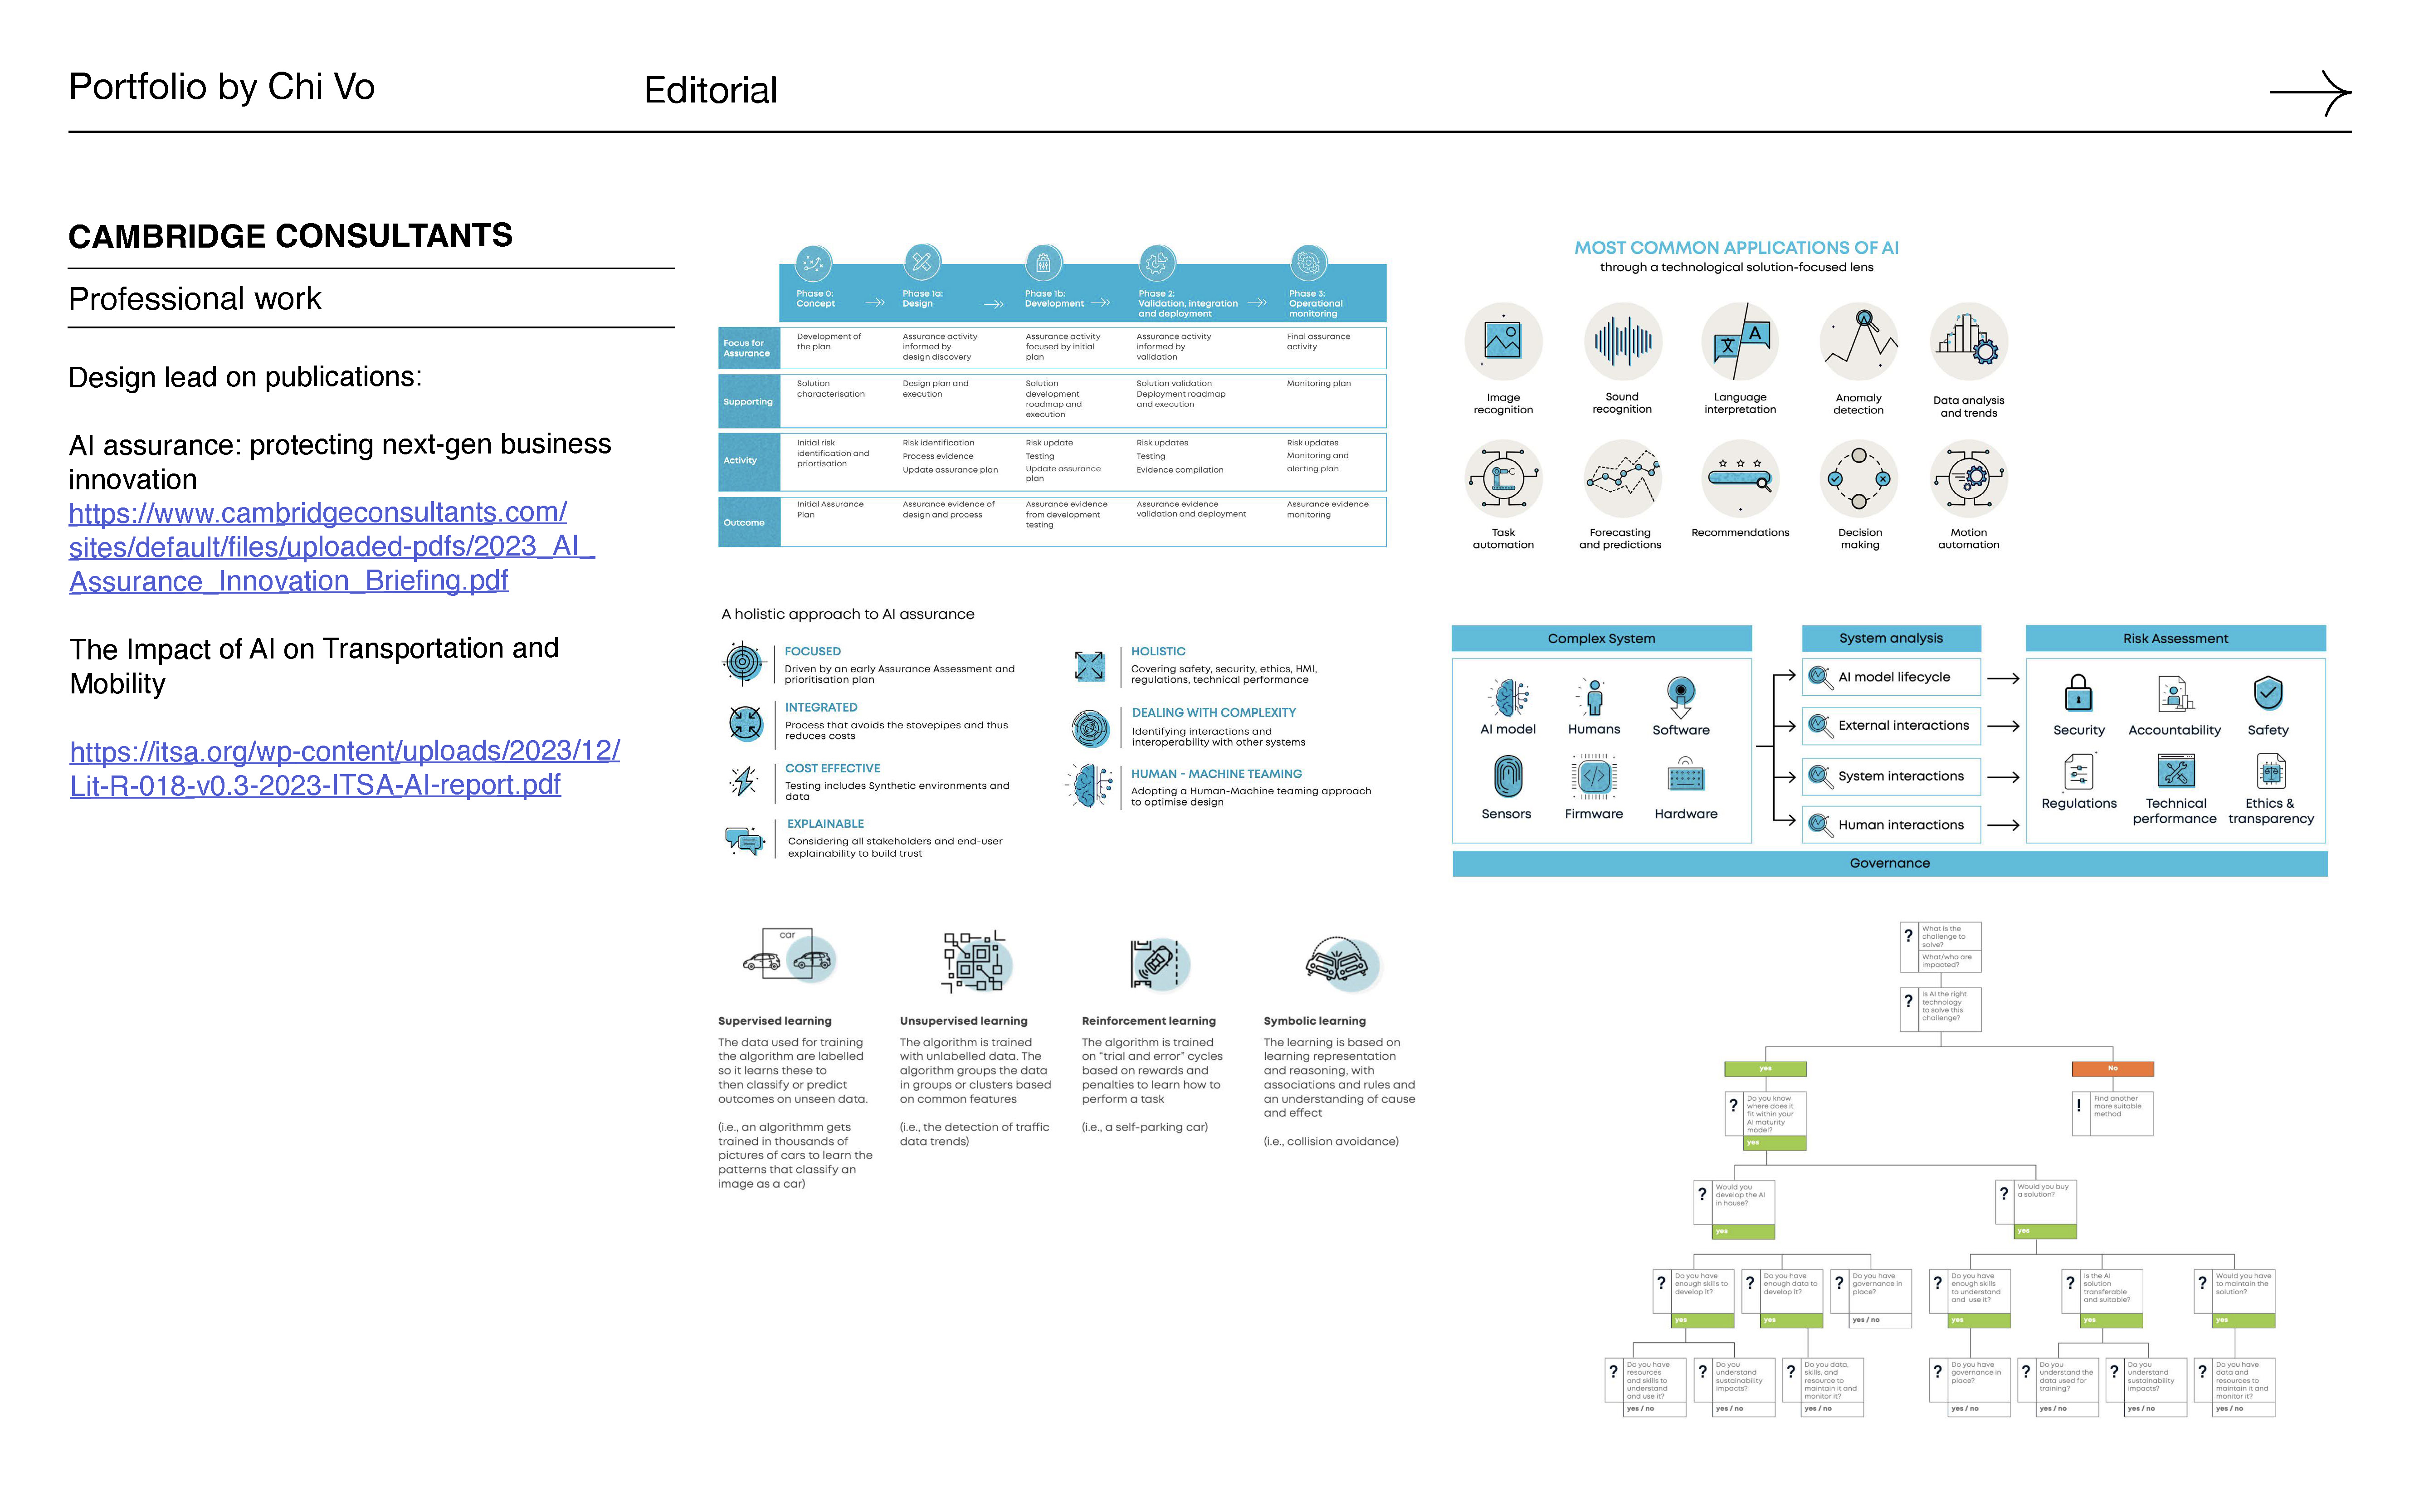 Portfolio by Chi Vo
Editorial
CAMBRIDGE CONSULTANTS
Professional work
Design lead on publications:
AI assurance: protecting next-gen business
innovation
https://www.cambridgeconsultants.com/
sites/default/files/uploaded-pdfs/2023_AI_
Assurance_Innovation_Briefing.pdf
The Impact of AI on Transportation and
Mobility
https://itsa.org/wp-content/uploads/2023/12/
Lit-R-018-v0.3-2023-ITSA-AI-report.pdf
Phase 0:
Concept
Phase 1a:
Design
Phase 1b:
Development
Phase 2:
Validation, integration
and deployment
Phase 3:
Operational
monitoring
Focus for
Assurance
Development of
the plan
Assurance activity
informed by
design discovery
Assurance activity
focused by initial
plan
Assurance activity
informed by
validation
Final assurance
activity
Supporting
Solution
characterisation
Design plan and
execution
Solution
development
roadmap and
execution
Solution validation
Deployment roadmap
and execution
Monitoring plan
Activity
Initial risk
identification and
prioritisation
Risk identification
Process evidence
Update assurance plan
Risk update
Testing
Update assurance
plan
Risk updates
Testing
Evidence compilation
Risk updates
Monitoring and
alerting plan
Outcome
Initial Assurance
Plan
Assurance evidence of
design and process
Assurance evidence
from development
testing
Assurance evidence
validation and deployment
Assurance evidence
monitoring
MOST COMMON APPLICATIONS OF AI
through a technological solution-focused lens
文
A
Image
recognition
Sound
recognition
Language
interpretation
Anomaly
detection
Data analysis
and trends
Task
automation
Forecasting
and predictions
Recommendations
Decision
making
Motion
automation
A holistic approach to AI assurance
FOCUSED
Driven by an early Assurance Assessment and
prioritisation plan
INTEGRATED
Process that avoids the stovepipes and thus
reduces costs
COST EFFECTIVE
Testing includes Synthetic environments and
data
EXPLAINABLE
Considering all stakeholders and end-user
explainability to build trust
HOLISTIC
Covering safety, security, ethics, HMI,
regulations, technical performance
DEALING WITH COMPLEXITY
Identifying interactions and
interoperability with other systems
HUMAN - MACHINE TEAMING
Adopting a Human-Machine teaming approach
to optimise design
Complex System
AI model
Humans
Software
Sensors
Firmware
Hardware
System analysis
AI model lifecycle
External interactions
System interactions
Human interactions
Risk Assessment
Security
Accountability
Safety
Regulations
Technical
performance
Ethics &
transparency
Governance
car
Supervised learning
The data used for training
the algorithm are labelled
so it learns these to
then classify or predict
outcomes on unseen data.
(i.e., an algorithmm gets
trained in thousands of
pictures of cars to learn the
patterns that classify an
image as a car)
Unsupervised learning
The algorithm is trained
with unlabelled data. The
algorithm groups the data
in groups or clusters based
on common features
(i.e., the detection of traffic
data trends)
Reinforcement learning
The algorithm is trained
on “trial and error” cycles
based on rewards and
penalties to learn how to
perform a task
(i.e., a self-parking car)
Symbolic learning
The learning is based on
learning representation
and reasoning, with
associations and rules and
an understanding of cause
and effect
(i.e., collision avoidance)
?
What is the
challenge to
solve?
What/who are
impacted?
?
Is AI the right
technology
to solve this
challenge?
yes
No
?
Do you know
where does it
fit within your
AI maturity
model?
yes
!
Find another
more suitable
method
?
Would you
develop the AI
in house?
yes
?
Would you buy
a solution?
yes
?
Do you have
enough skills to
develop it?
yes
?
Do you have
enough data to
develop it?
yes
?
Do you have
governance in
place?
yes / no
?
Do you have
enough skills
to understand
and use it?
yes
?
Is the AI
solution
transferable
and suitable?
yes
?
Would you have
to maintain the
solution?
yes
?
Do you have
resources
and skills to
understand
and use it?
yes / no
?
Do you
understand
sustainability
impacts?
yes / no
?
Do you data,
skills, and
resource to
maintain it and
monitor it?
yes / no
?
Do you have
governance in
place?
yes / no
?
Do you
understand the
data used for
training?
yes / no
?
Do you
understand
sustainability
impacts?
yes / no
?
Do you have
data and
resources to
maintain it and
monitor it?
yes / no